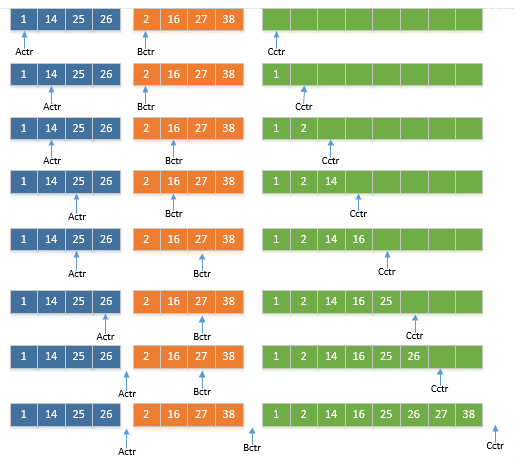 1 14 25 26 2 16 27 38
Actr Bctr Cctr
1 14 25 26 2 16 27 38 1
Actr Bctr Cctr
1 14 25 26 2 16 27 38 1 2
Actr Bctr Cctr
1 14 25 26 2 16 27 38 1 2 14
Actr Bctr Cctr
1 14 25 26 2 16 27 38 1 2 14 16
Actr Bctr Cctr
1 14 25 26 2 16 27 38 1 2 14 16 25
Actr Bctr Cctr
1 14 25 26 2 16 27 38 1 2 14 16 25 26
Actr Bctr Cctr
1 14 25 26 2 16 27 38 1 2 14 16 25 26 27 38
Actr Bctr Cctr